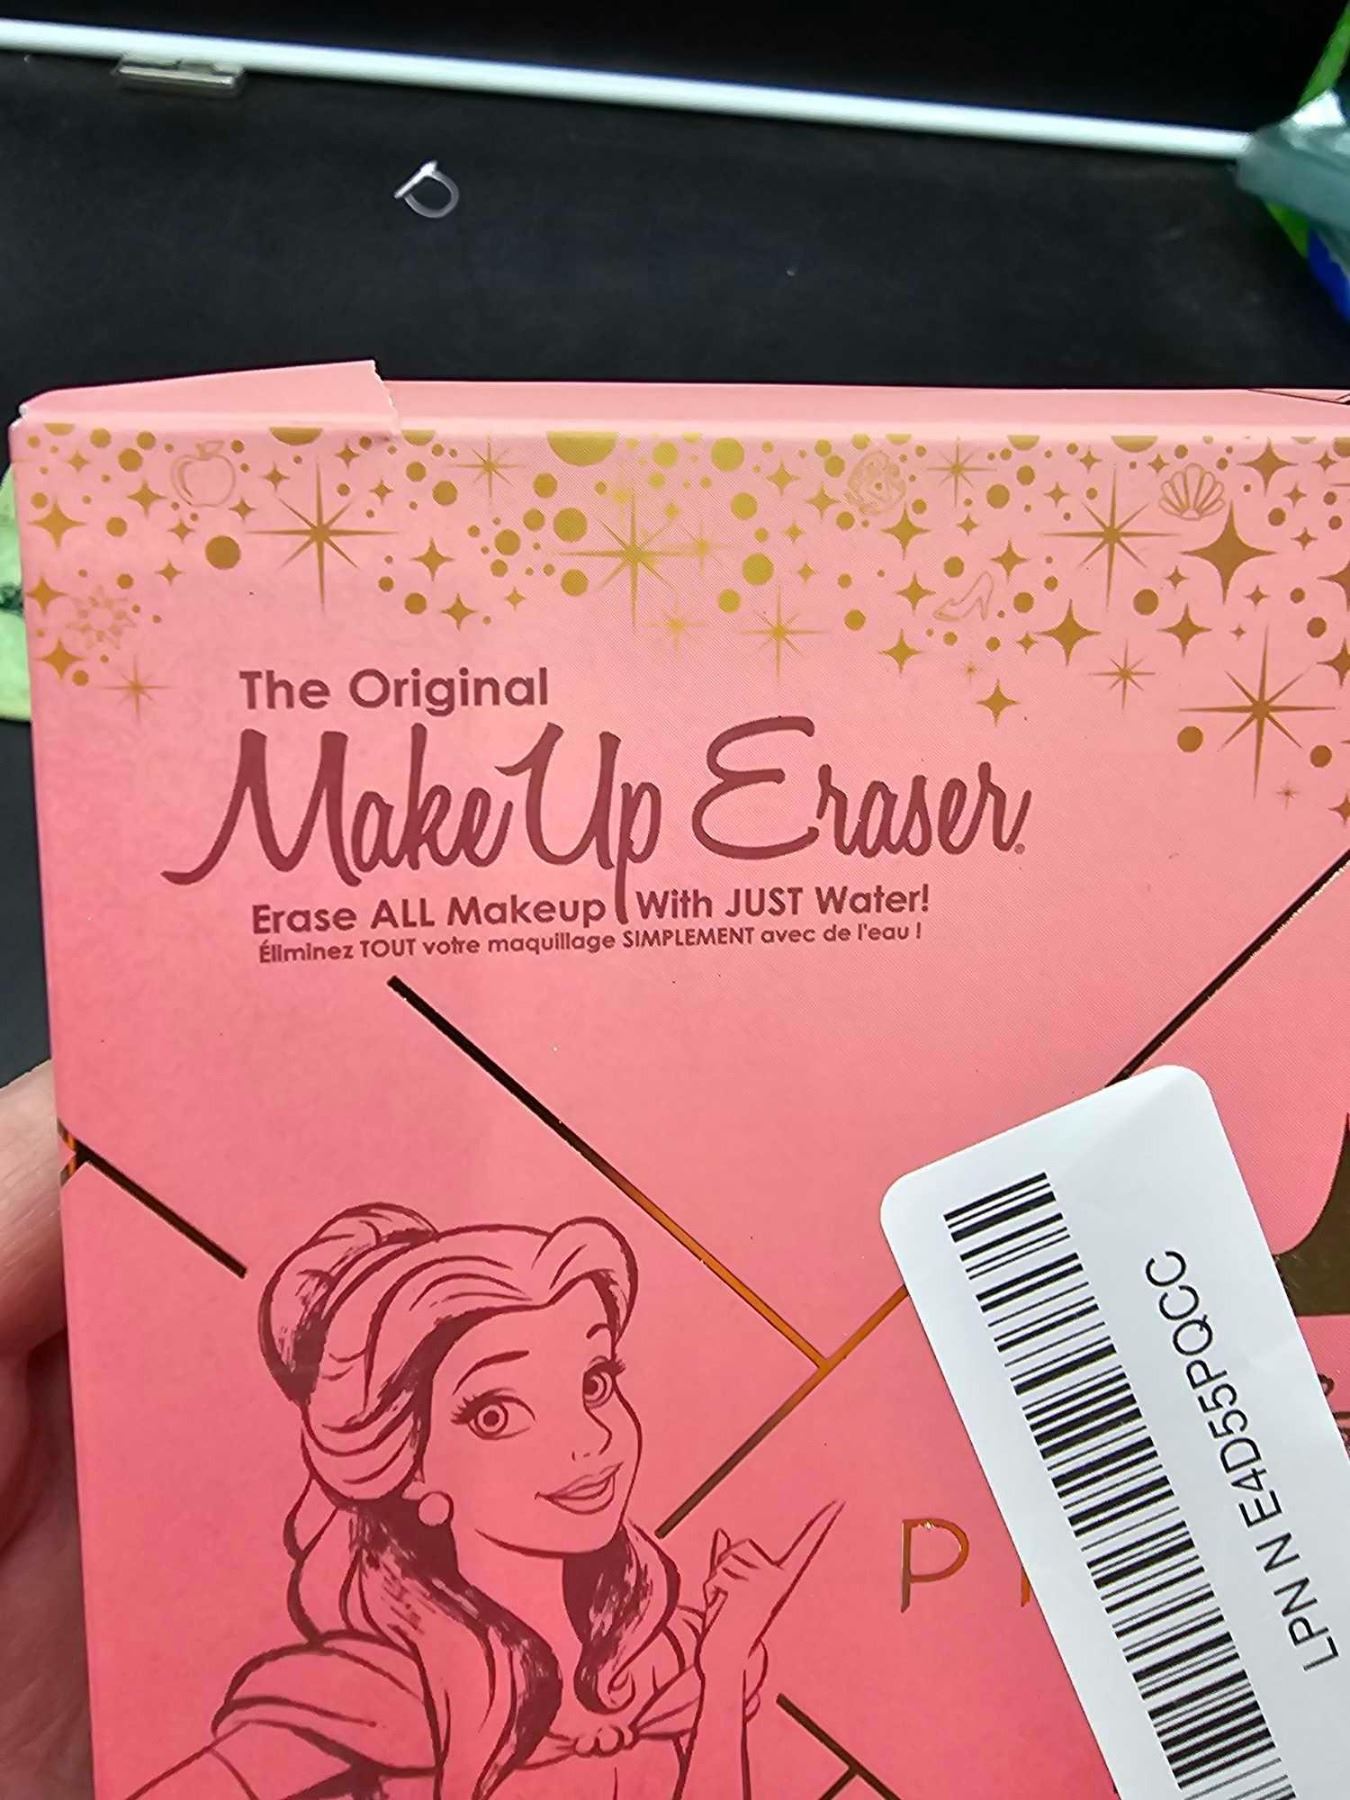 The Original
MakeUp Eraser®
Erase ALL Makeup With JUST Water!
Éliminez TOUT votre maquillage SIMPLEMENT avec de l'eau !
P
LPN N E4D55PQCC